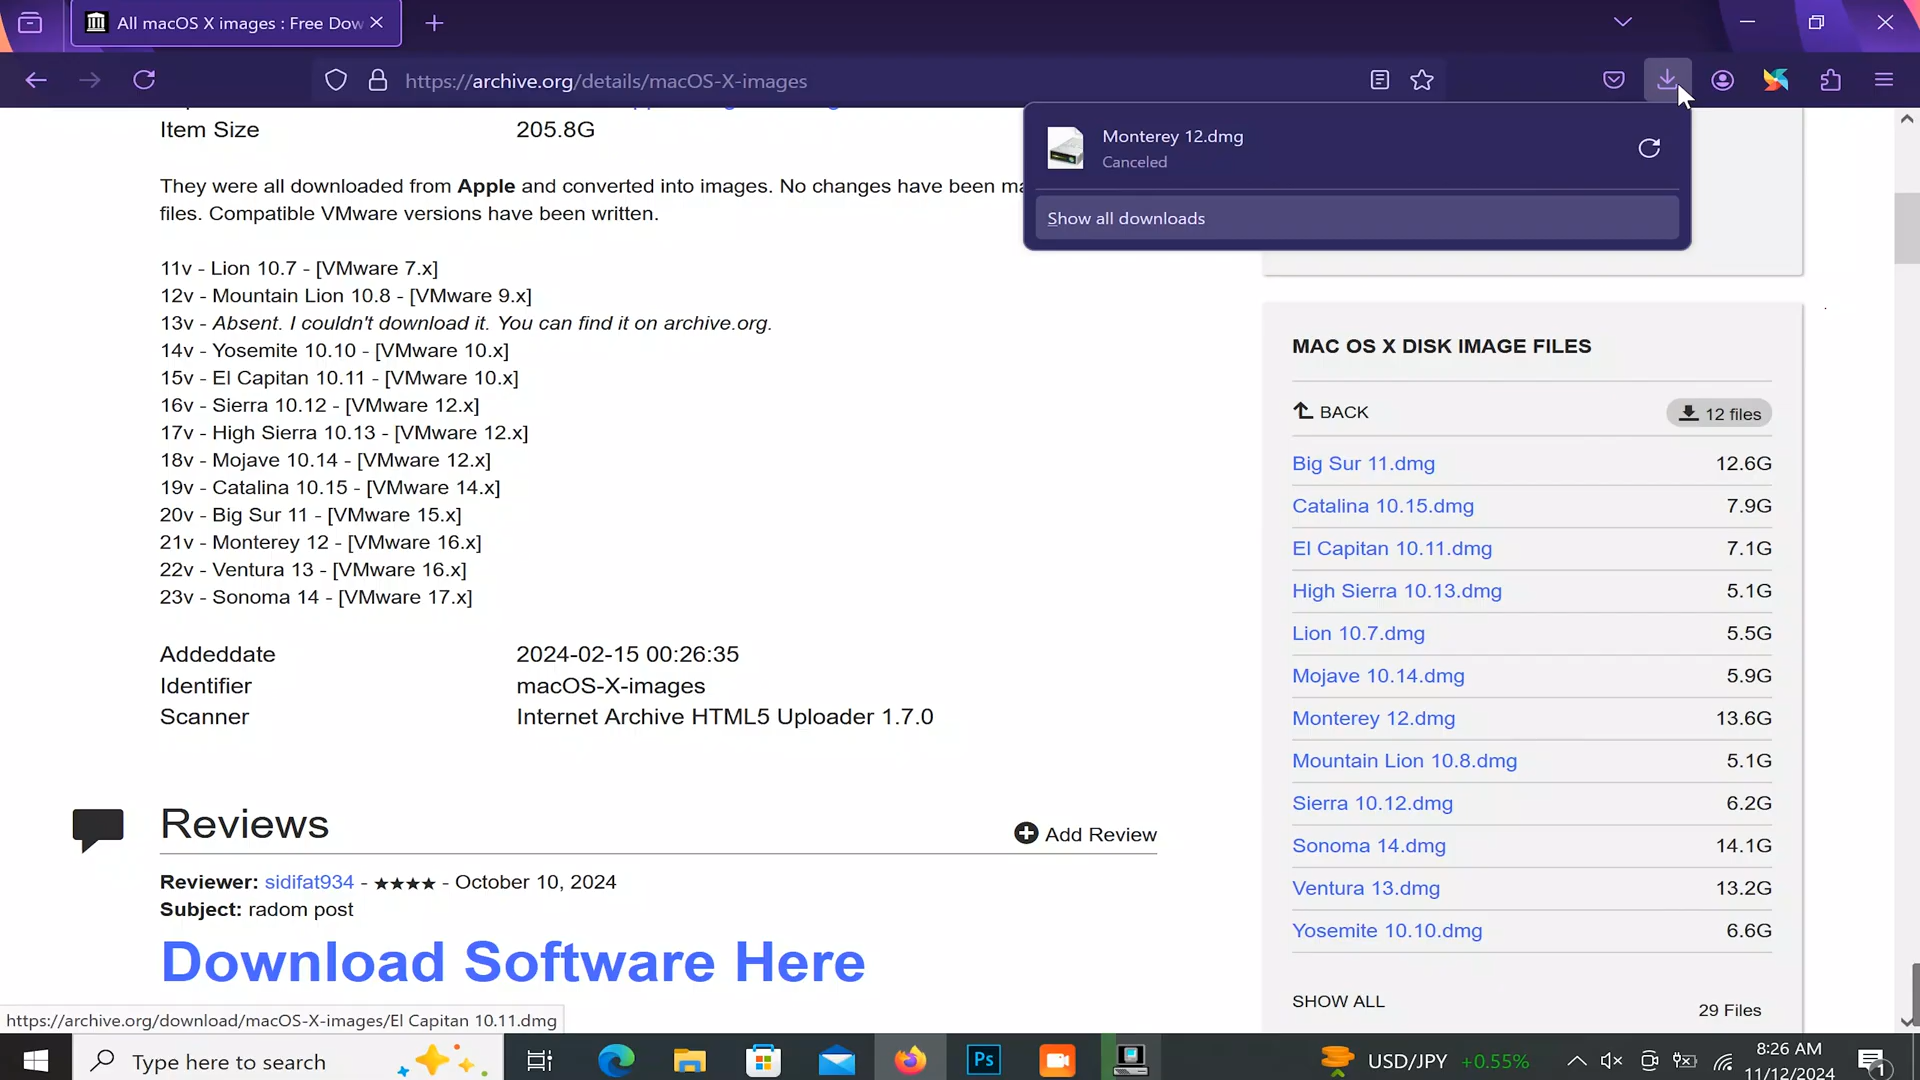 All macOS X images : Free Dow
https://archive.org/details/macOS-X-images
Monterey 12.dmg
Canceled
Show all downloads
Item Size 205.8G
They were all downloaded from Apple and converted into images. No changes have been ma
files. Compatible VMware versions have been written.
11v - Lion 10.7 - [VMware 7.x]
12v - Mountain Lion 10.8 - [VMware 9.x]
13v - Absent. I couldn't download it. You can find it on archive.org.
14v - Yosemite 10.10 - [VMware 10.x]
15v - El Capitan 10.11 - [VMware 10.x]
16v - Sierra 10.12 - [VMware 12.x]
17v - High Sierra 10.13 - [VMware 12.x]
18v - Mojave 10.14 - [VMware 12.x]
19v - Catalina 10.15 - [VMware 14.x]
20v - Big Sur 11 - [VMware 15.x]
21v - Monterey 12 - [VMware 16.x]
22v - Ventura 13 - [VMware 16.x]
23v - Sonoma 14 - [VMware 17.x]
Addeddate 2024-02-15 00:26:35
Identifier macOS-X-images
Scanner Internet Archive HTML5 Uploader 1.7.0
Reviews
Add Review
Reviewer: sidifat934 - ★★★★ - October 10, 2024
Subject: radom post
Download Software Here
MAC OS X DISK IMAGE FILES
BACK 12 files
Big Sur 11.dmg 12.6G
Catalina 10.15.dmg 7.9G
El Capitan 10.11.dmg 7.1G
High Sierra 10.13.dmg 5.1G
Lion 10.7.dmg 5.5G
Mojave 10.14.dmg 5.9G
Monterey 12.dmg 13.6G
Mountain Lion 10.8.dmg 5.1G
Sierra 10.12.dmg 6.2G
Sonoma 14.dmg 14.1G
Ventura 13.dmg 13.2G
Yosemite 10.10.dmg 6.6G
SHOW ALL 29 Files
https://archive.org/download/macOS-X-images/El Capitan 10.11.dmg
Type here to search
Ps
USD/JPY +0.55%
8:26 AM
11/12/2024
1